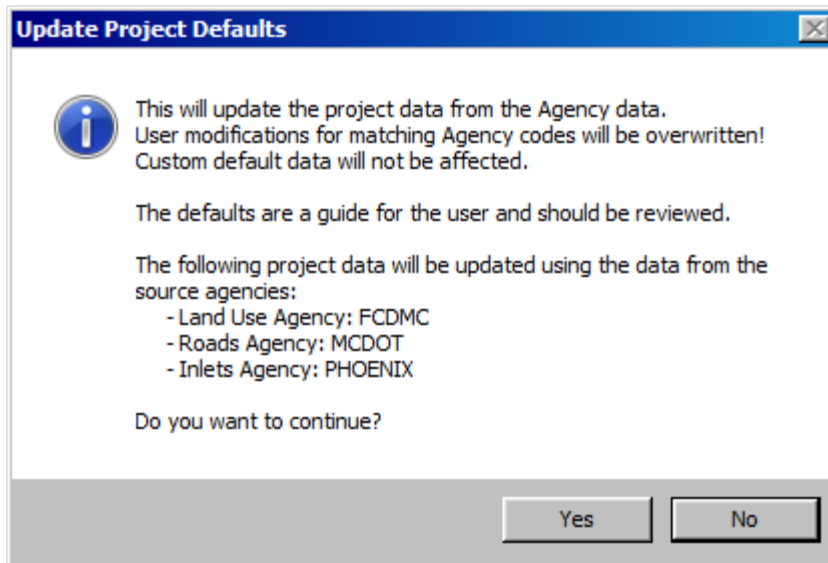 Update Project Defaults
This will update the project data from the Agency data.
User modifications for matching Agency codes will be overwritten!
Custom default data will not be affected.
The defaults are a guide for the user and should be reviewed.
The following project data will be updated using the data from the
source agencies:
- Land Use Agency: FCDMC
- Roads Agency: MCDOT
- Inlets Agency: PHOENIX
Do you want to continue?
Yes
No